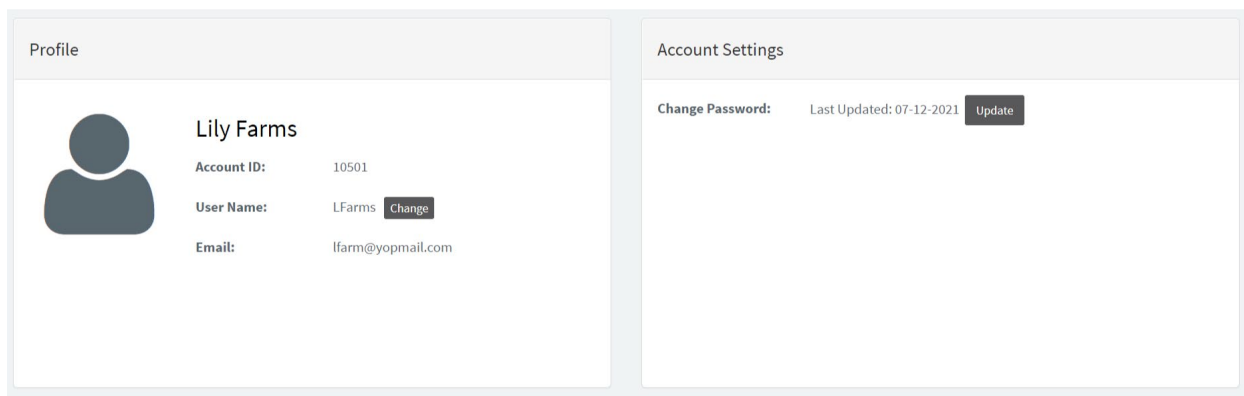 Profile
Lily Farms
Account ID: 10501
User Name: LFarms Change
Email: lfarm@yopmail.com
Account Settings
Change Password: Last Updated: 07-12-2021 Update